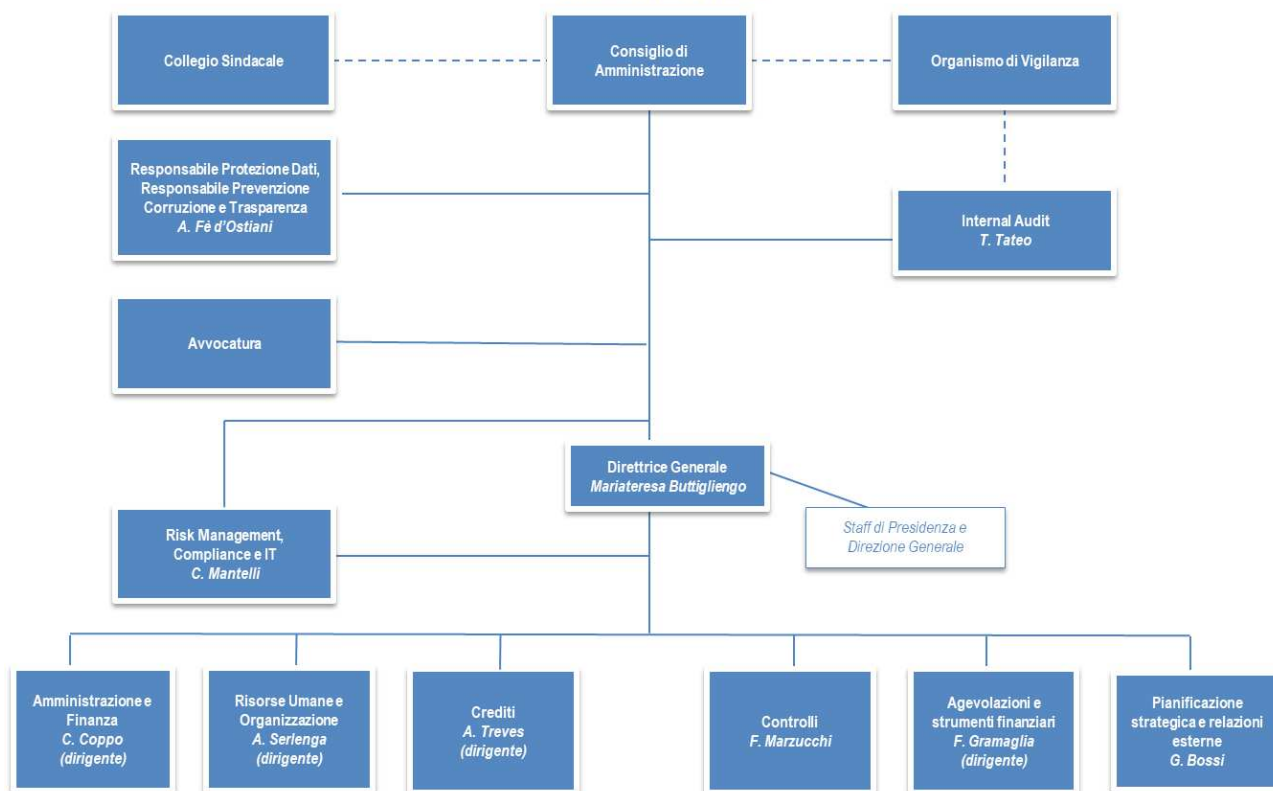 Collegio Sindacale
Consiglio di
Amministrazione
Organismo di Vigilanza
Responsabile Protezione Dati,
Responsabile Prevenzione
Corruzione e Trasparenza
A. Fè d'Ostiani
Internal Audit
T. Tateo
Avvocatura
Direttrice Generale
Mariateresa Buttigliengo
Staff di Presidenza e
Direzione Generale
Risk Management,
Compliance e IT
C. Mantelli
Amministrazione e
Finanza
C. Coppo
(dirigente)
Risorse Umane e
Organizzazione
A. Serlenga
(dirigente)
Crediti
A. Treves
(dirigente)
Controlli
F. Marzucchi
Agevolazioni e
strumenti finanziari
F. Gramaglia
(dirigente)
Pianificazione
strategica e relazioni
esterne
G. Bossi